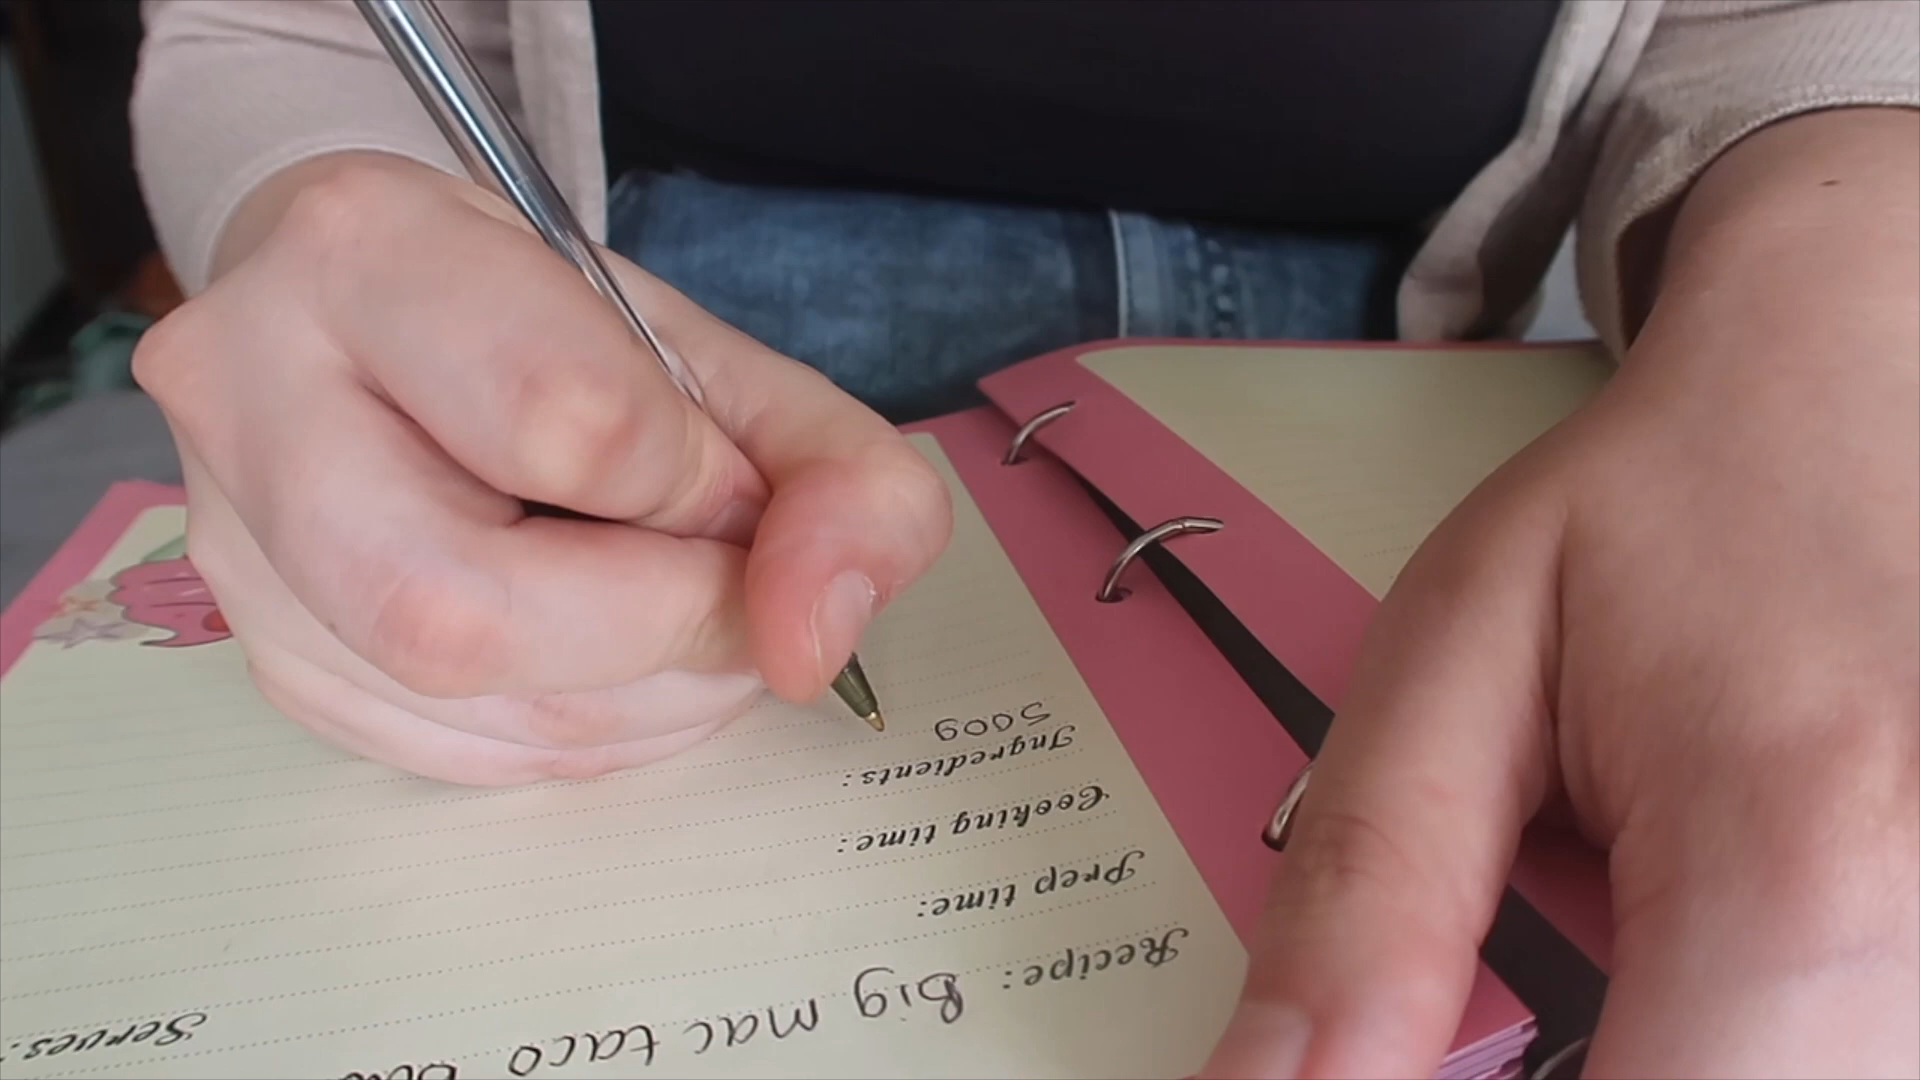 Recipe: Big mac taco
Serves:
Prep time:
Cooking time:
Ingredients:
500g